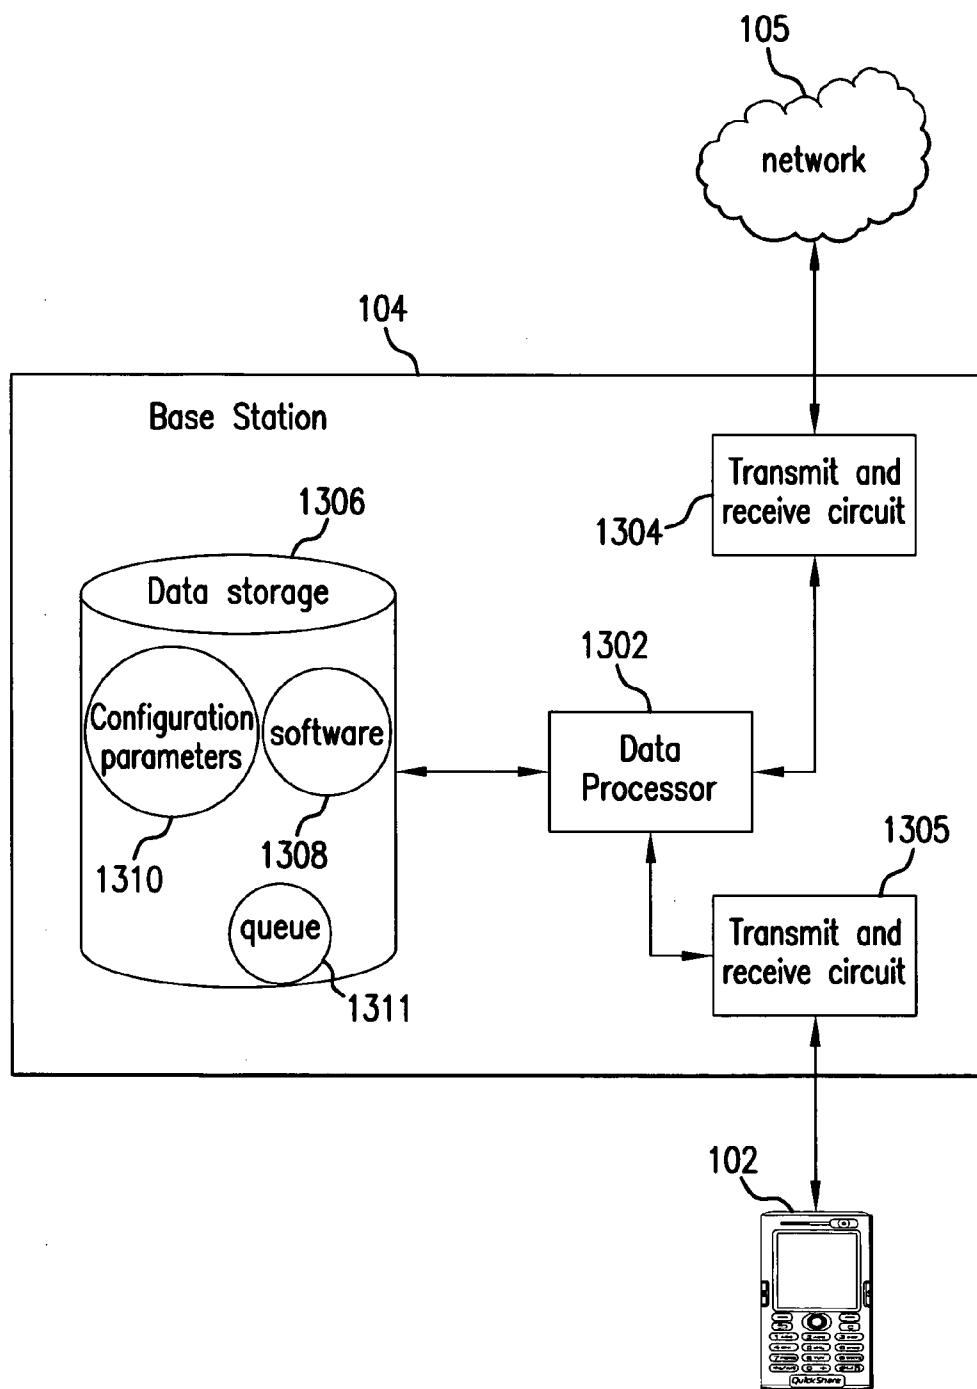 105
network
104
Base Station
Transmit and
receive circuit
1304
1306
Data storage
1302
Configuration
parameters
software
Data
Processor
1310
1308
1305
queue
Transmit and
receive circuit
1311
102
QuickShare